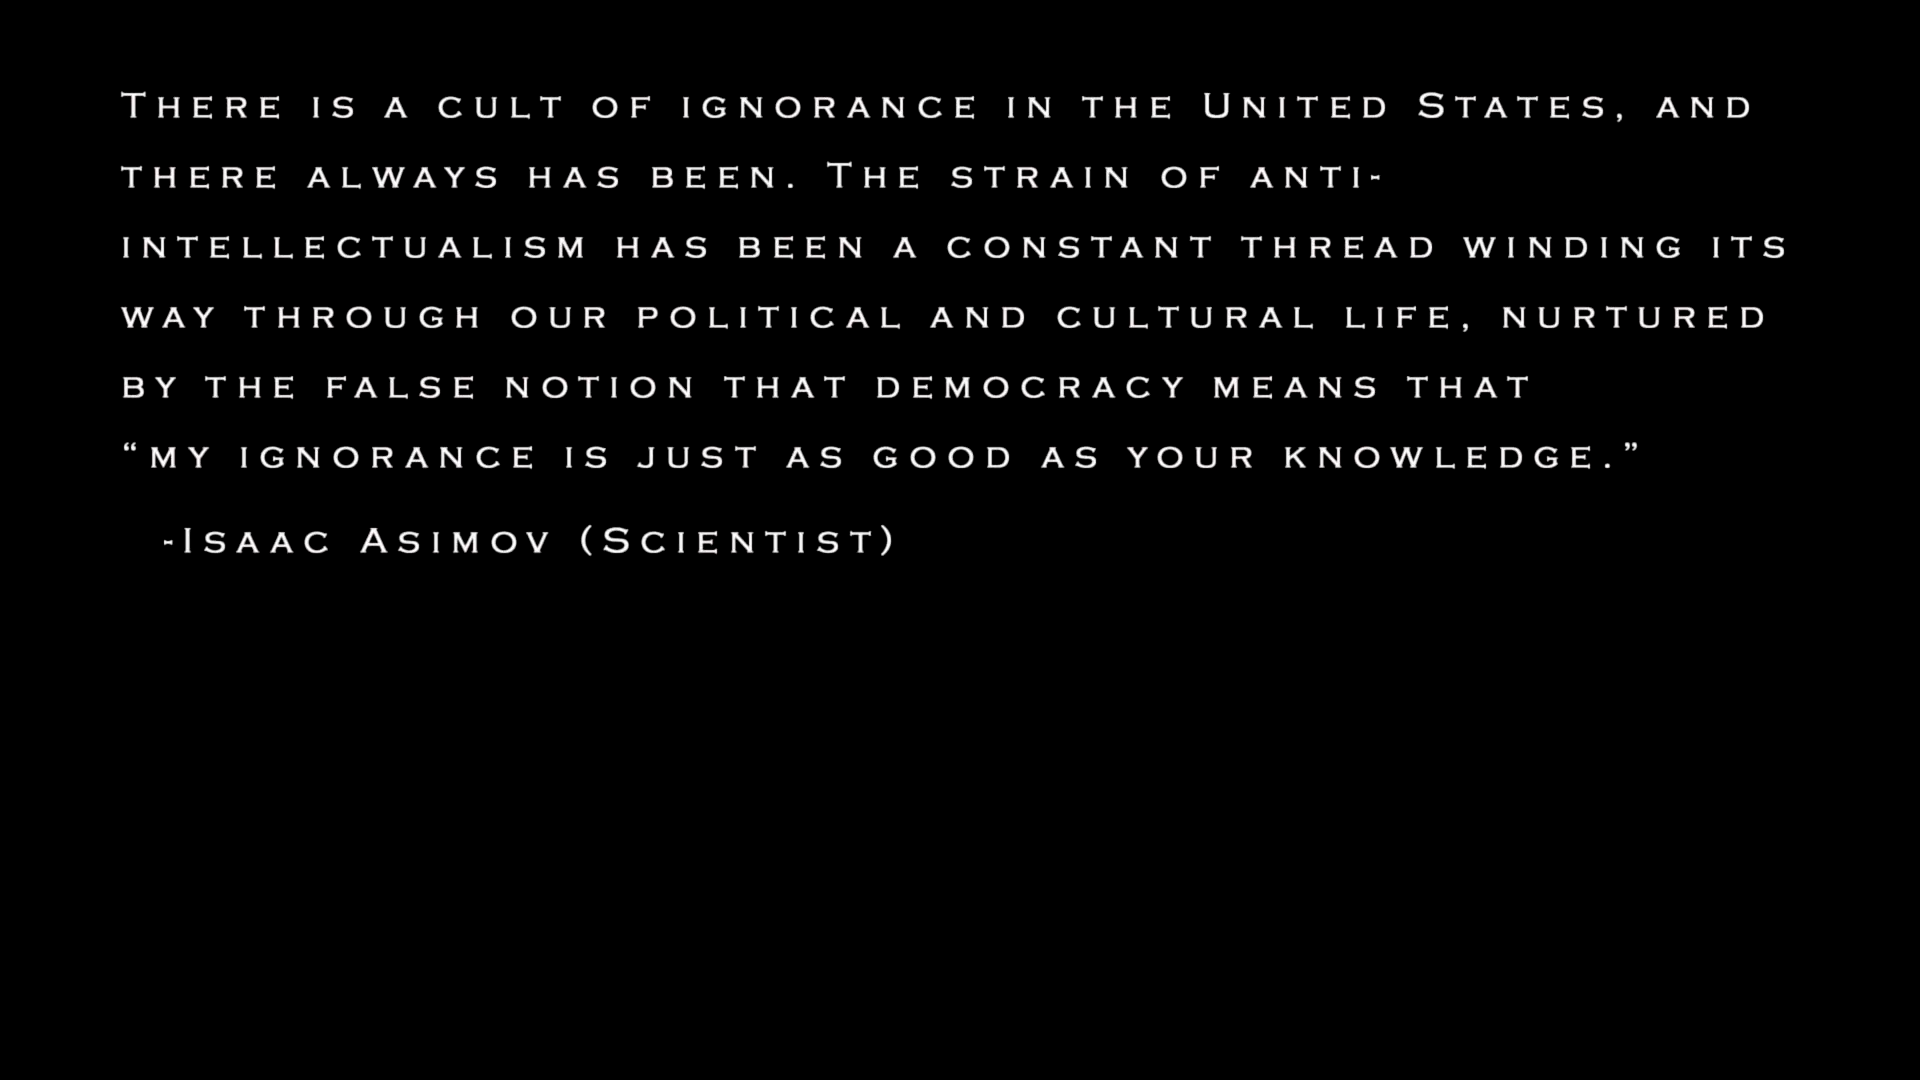 There is a cult of ignorance in the United States, and
there always has been. The strain of anti-
intellectualism has been a constant thread winding its
way through our political and cultural life, nurtured
by the false notion that democracy means that
“my ignorance is just as good as your knowledge.”
-Isaac Asimov (Scientist)